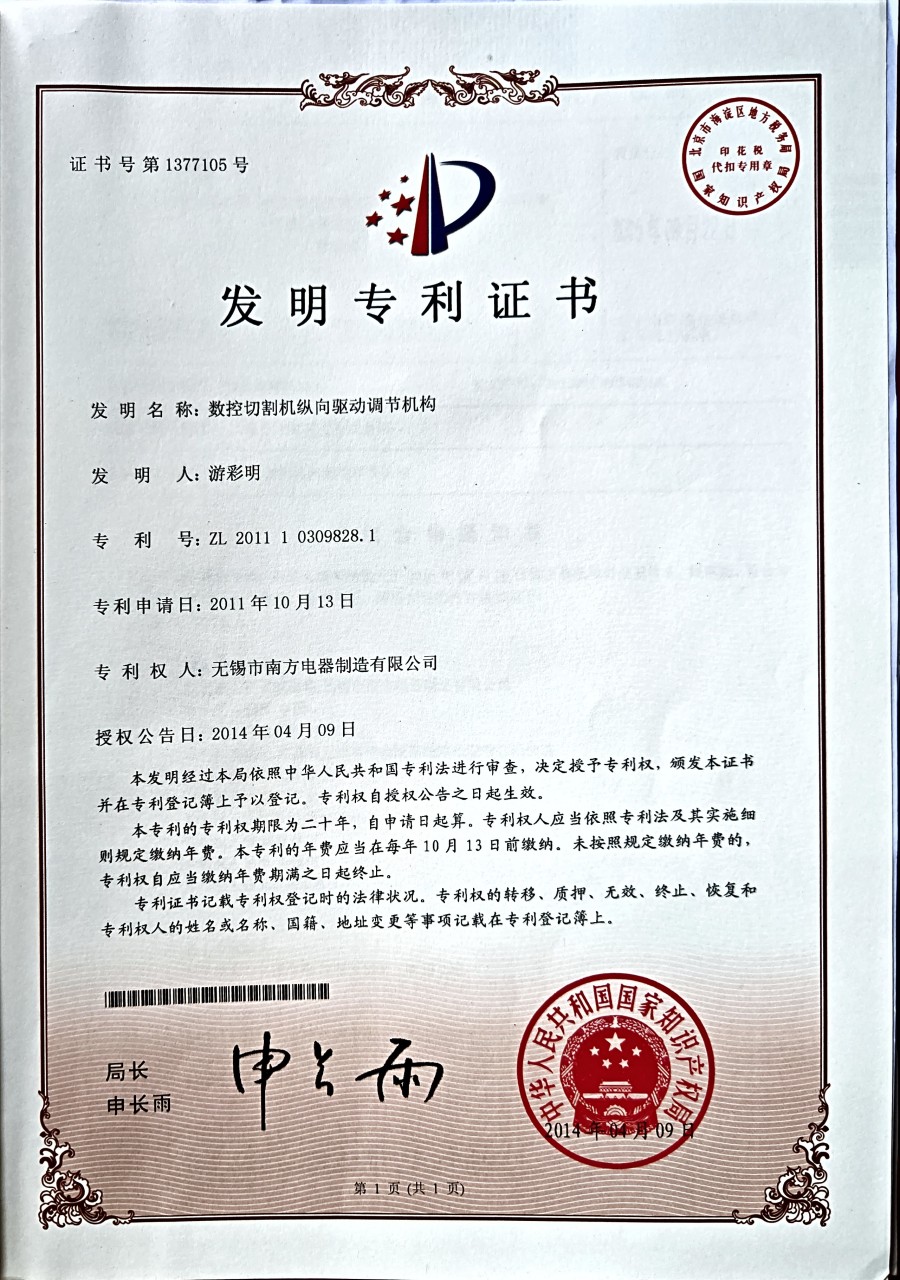 证书号第1377105号
北京市海淀区地方税务局
印花税
代扣专用章
国家知识产权局
发明专利证书
发明名称：数控切割机纵向驱动调节机构
发明人：游彩明
专利号：ZL 2011 1 0309828.1
专利申请日：2011年10月13日
专利权人：无锡市南方电器制造有限公司
授权公告日：2014年04月09日
本发明经过本局依照中华人民共和国专利法进行审查，决定授予专利权，颁发本证书
并在专利登记簿上予以登记。专利权自授权公告之日起生效。
本专利的专利权期限为二十年，自申请日起算。专利权人应当依照专利法及其实施细
则规定缴纳年费。本专利的年费应当在每年10月13日前缴纳。未按照规定缴纳年费的，
专利权自应当缴纳年费期满之日起终止。
专利证书记载专利权登记时的法律状况。专利权的转移、质押、无效、终止、恢复和
专利权人的姓名或名称、国籍、地址变更等事项记载在专利登记簿上。
局长
申长雨
申长雨
中华人民共和国国家知识产权局
2014年04月09日
第1页(共1页)